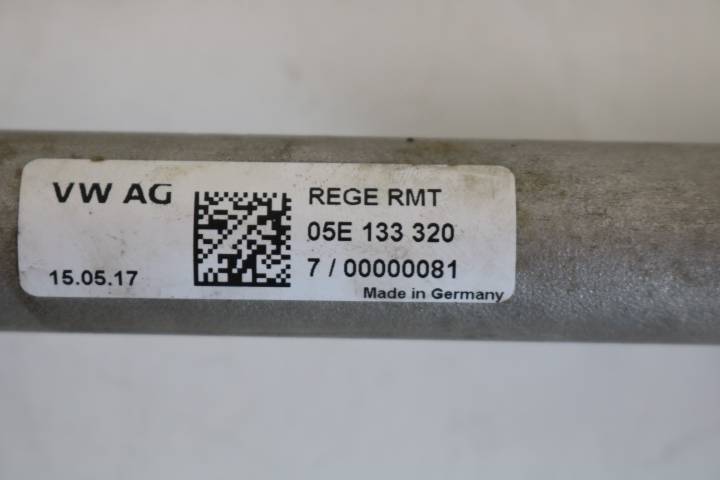 VW AG
15.05.17
REGE RMT
05E 133 320
7 / 00000081
Made in Germany